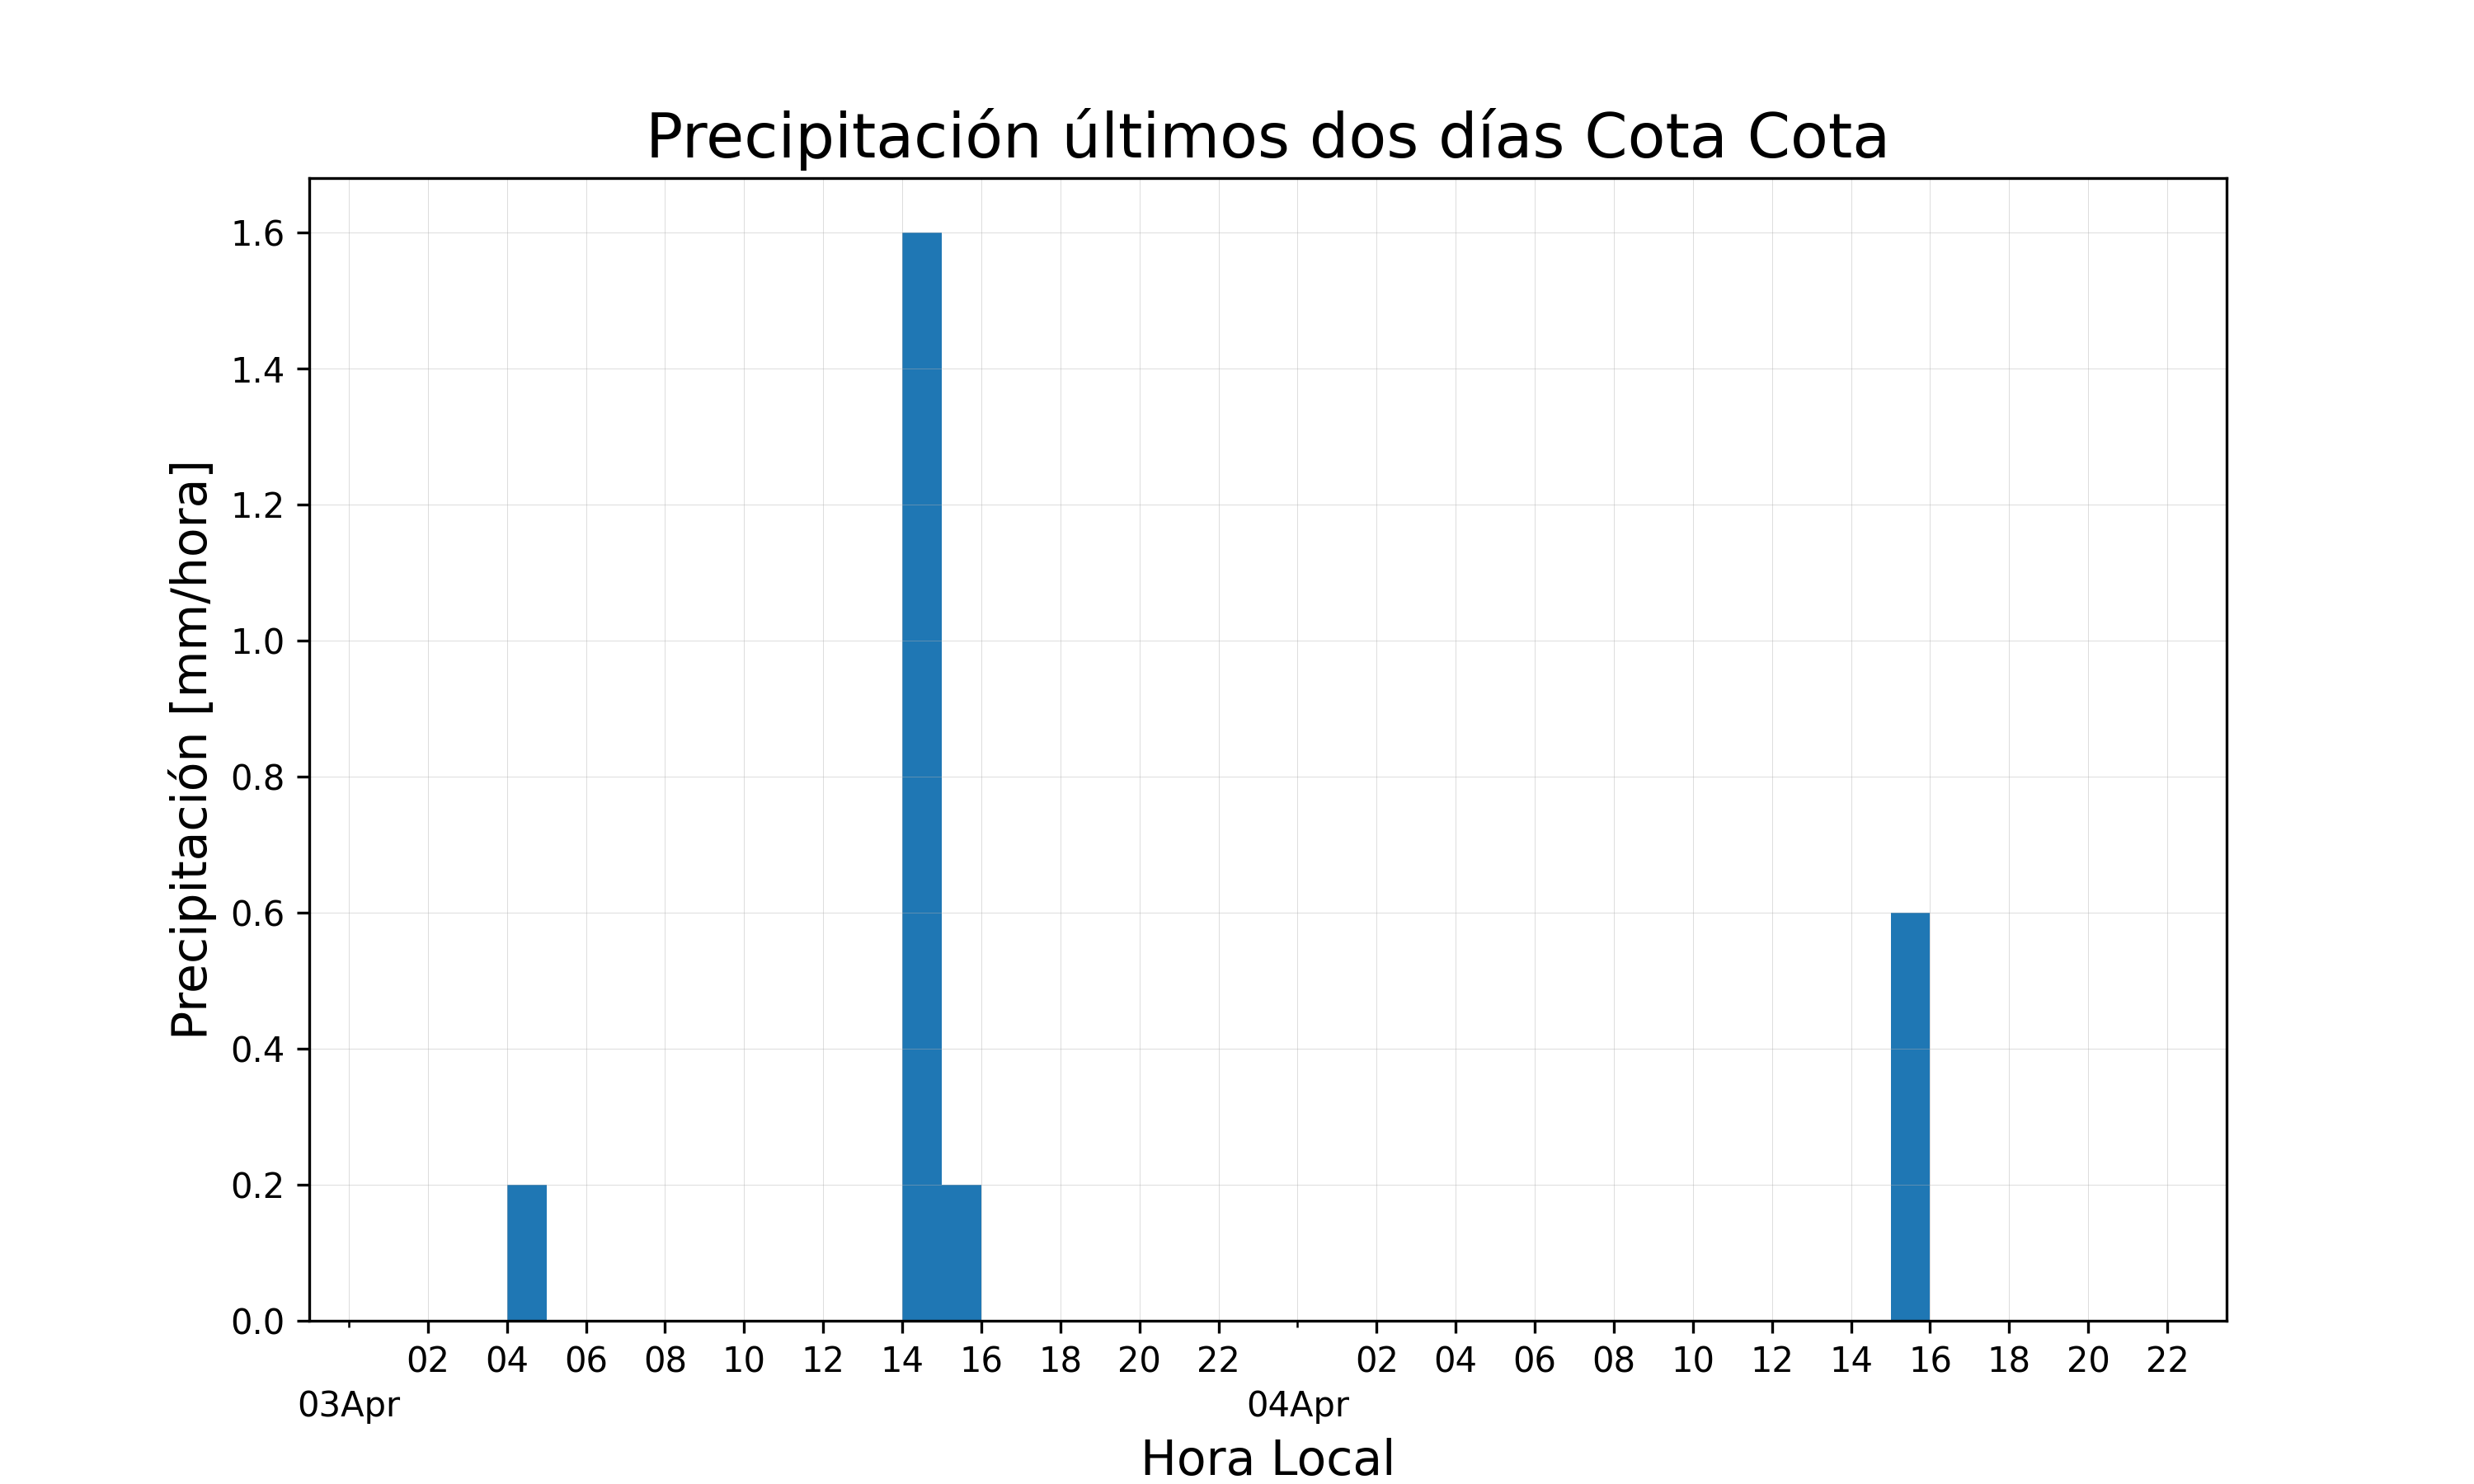 Precipitación últimos dos días Cota Cota
Precipitación [mm/hora]
1.6
1.4
1.2
1.0
0.8
0.6
0.4
0.2
0.0
02 04 06 08 10 12 14 16 18 20 22 02 04 06 08 10 12 14 16 18 20 22
03Apr 04Apr
Hora Local